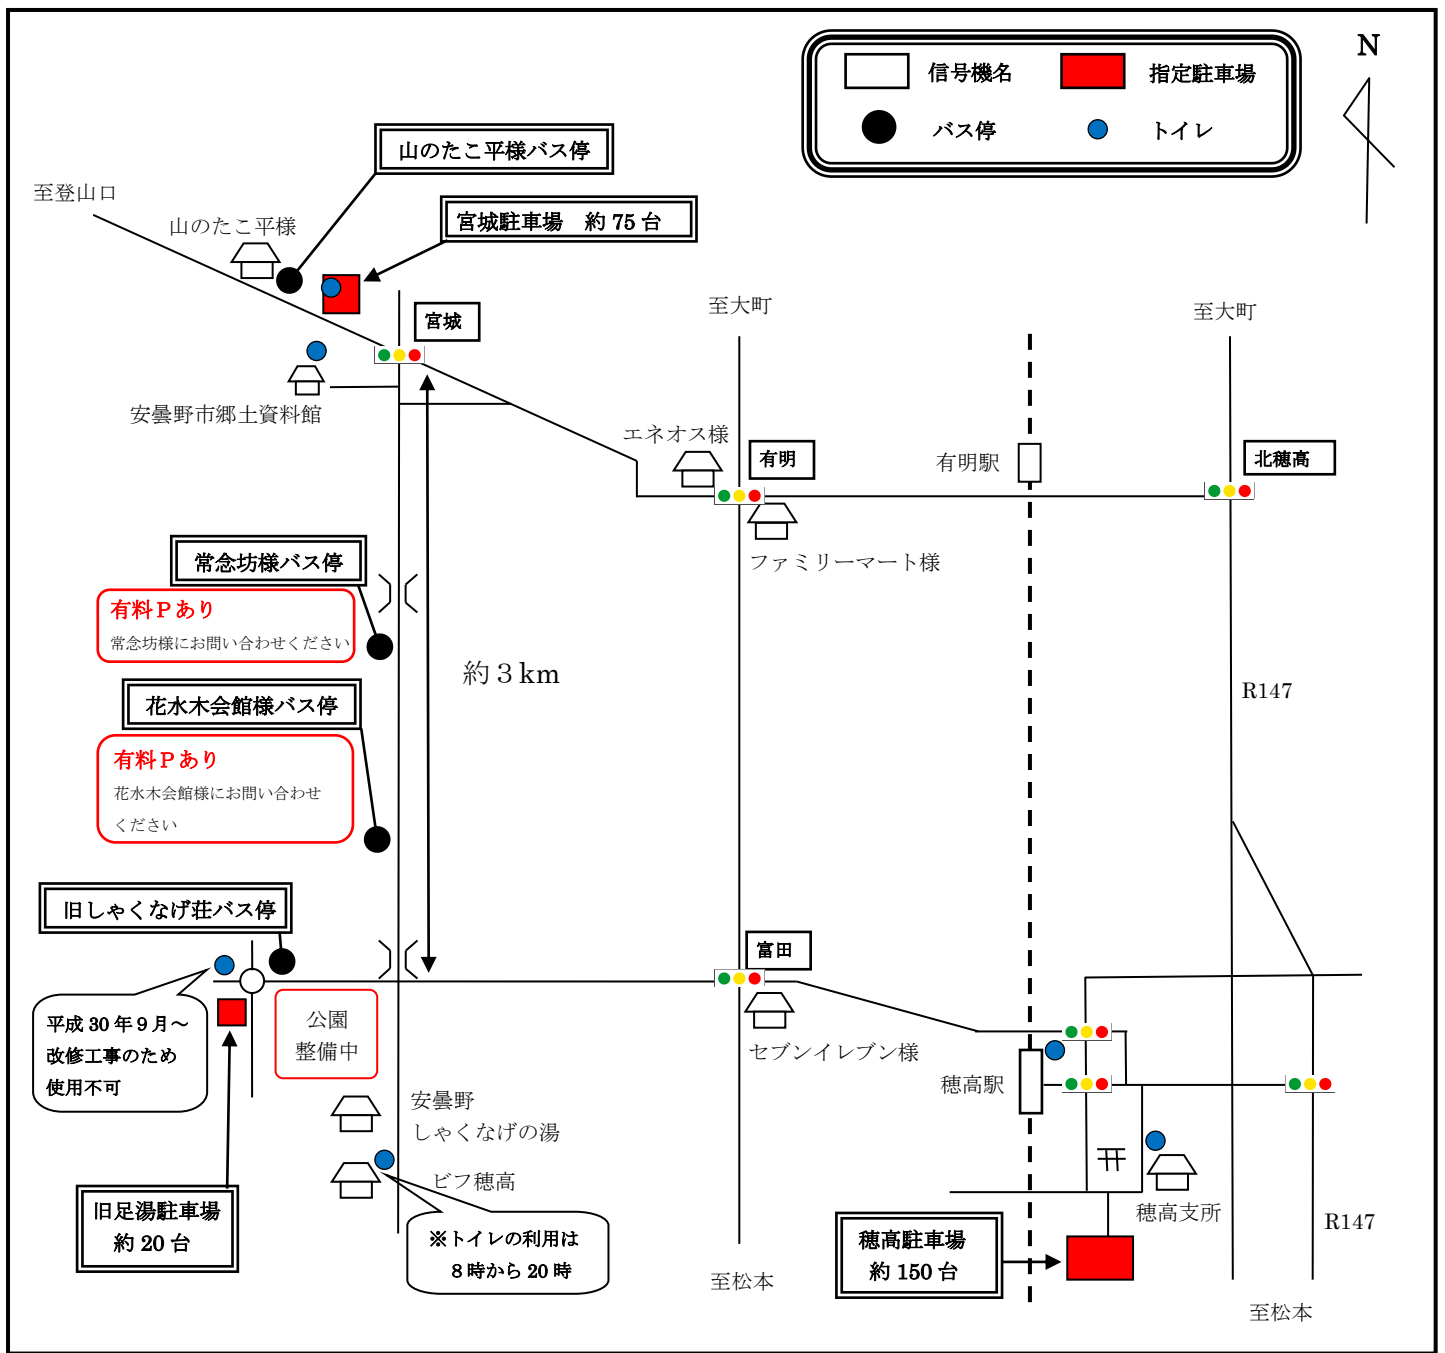 N
信号機名
指定駐車場
バス停
トイレ
山のたこ平様バス停
至登山口
山のたこ平様
宮城駐車場　約 75 台
宮城
至大町
至大町
安曇野市郷土資料館
エネオス様
有明
有明駅
北穂高
ファミリーマート様
常念坊様バス停
有料Ｐあり
常念坊様にお問い合わせください
約３km
花水木会館様バス停
有料Ｐあり
花水木会館様にお問い合わせ
ください
R147
旧しゃくなげ荘バス停
富田
平成 30 年９月～
改修工事のため
使用不可
公園
整備中
セブンイレブン様
穂高駅
安曇野
しゃくなげの湯
ビフ穂高
旧足湯駐車場
約 20 台
※トイレの利用は
８時から 20 時
穂高支所
穂高駐車場
約 150 台
R147
至松本
至松本